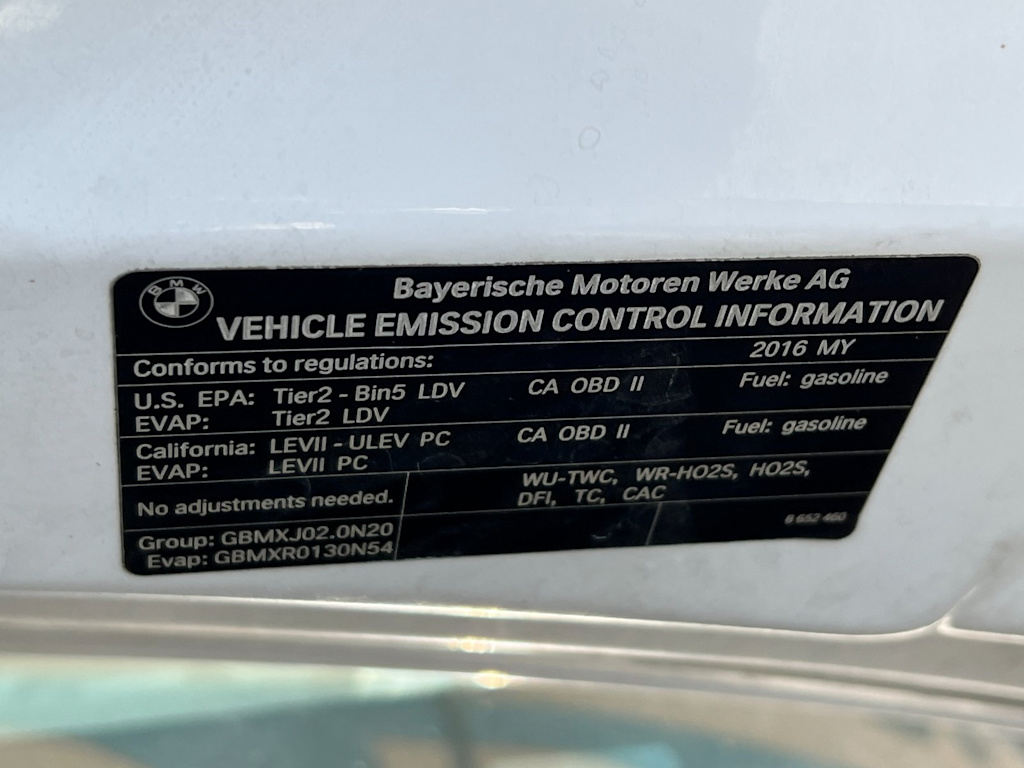 BMW
Bayerische Motoren Werke AG
VEHICLE EMISSION CONTROL INFORMATION
Conforms to regulations: 2016 MY
U.S. EPA: Tier2 - Bin5 LDV CA OBD II Fuel: gasoline
EVAP: Tier2 LDV
California: LEVII - ULEV PC CA OBD II Fuel: gasoline
EVAP: LEVII PC
No adjustments needed.
WU-TWC, WR-HO2S, HO2S,
DFI, TC, CAC
Group: GBMXJ02.0N20
Evap: GBMXR0130N54
8 652 460